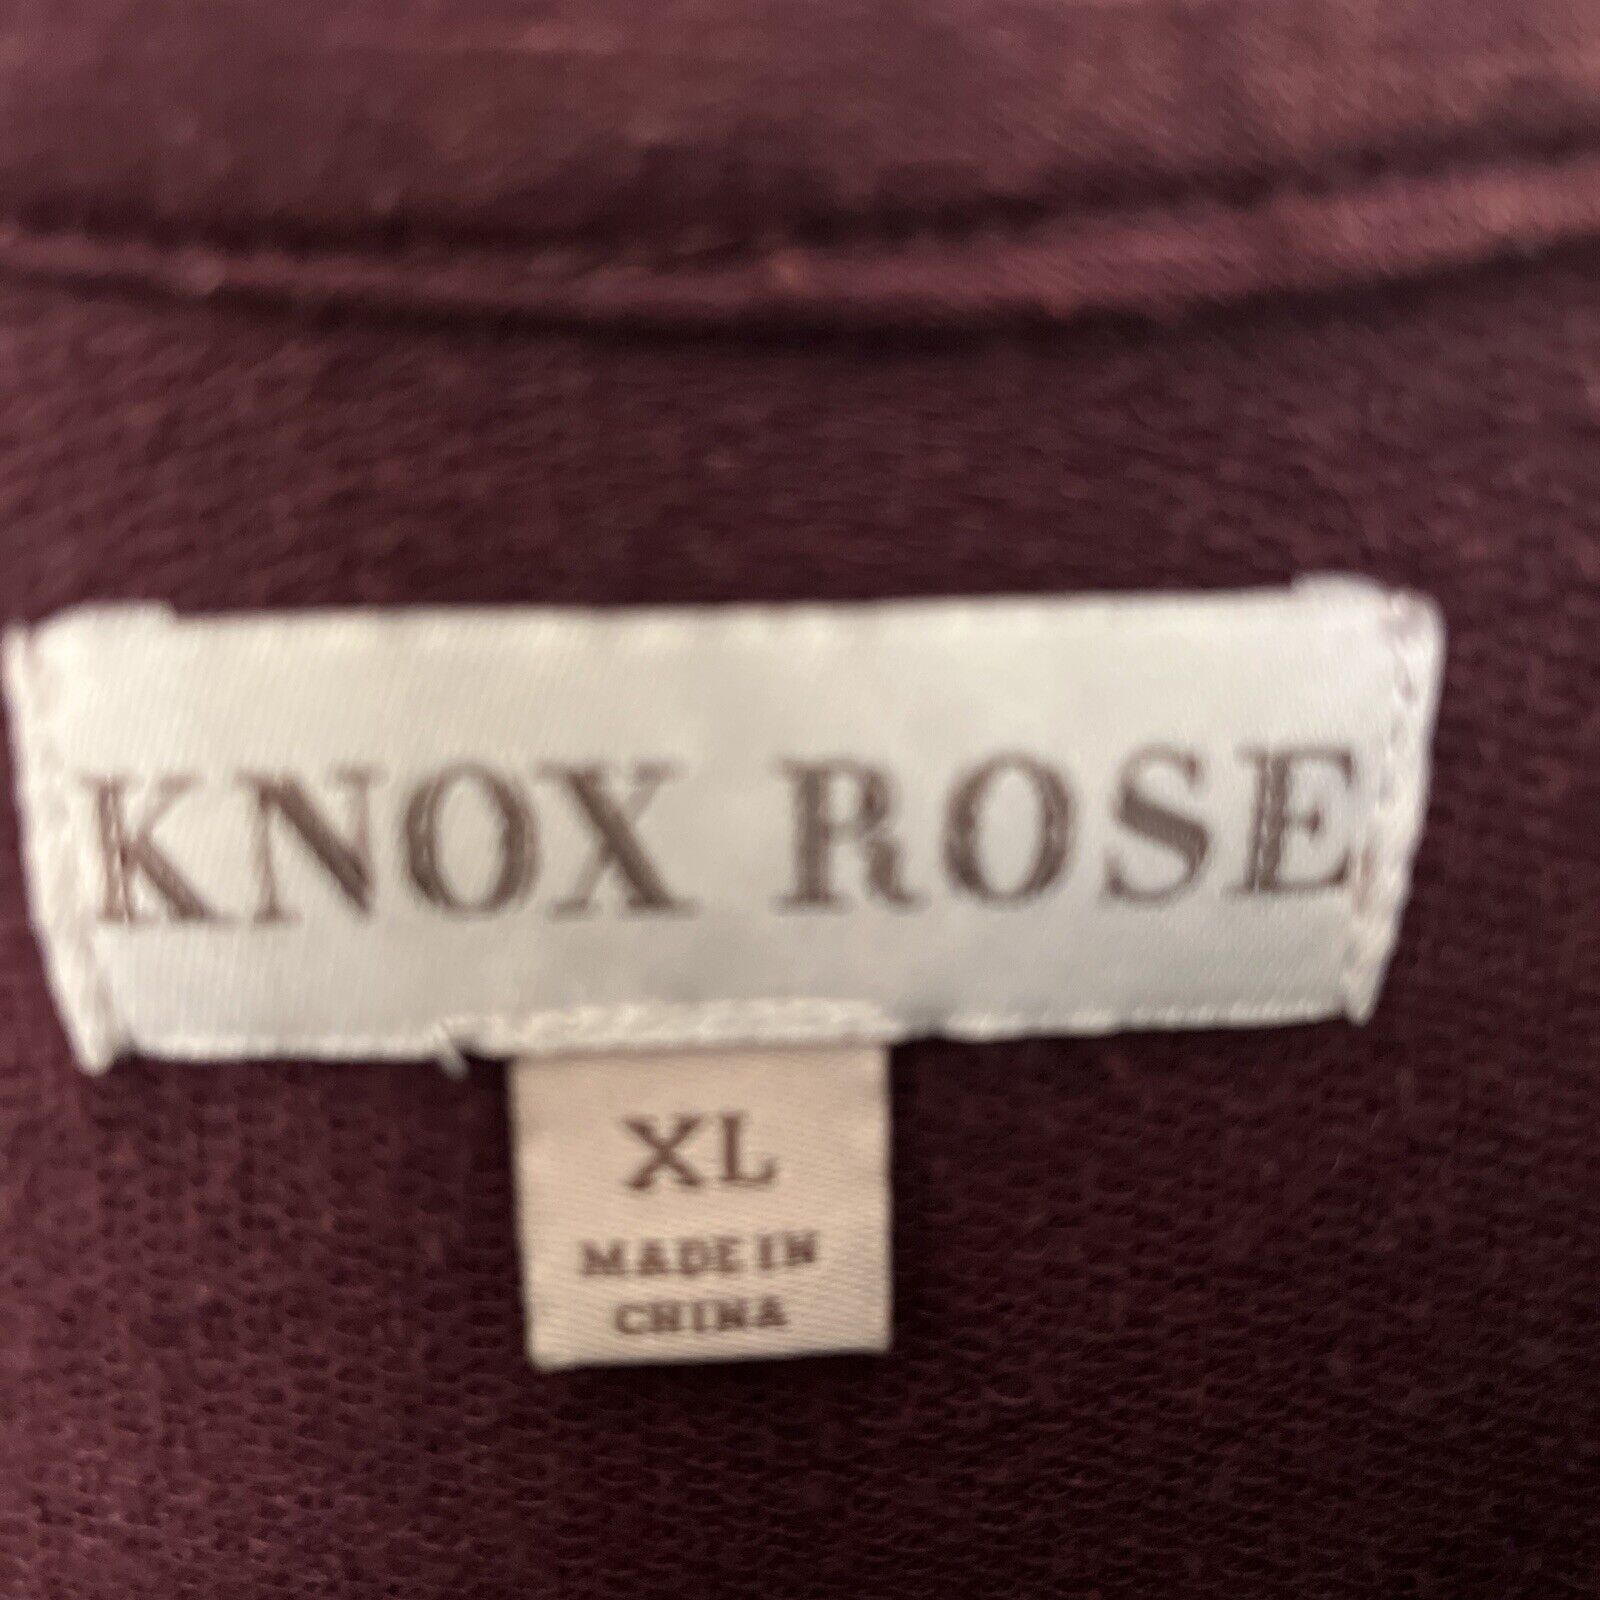 KNOX ROSE
XL
MADE IN
CHINA